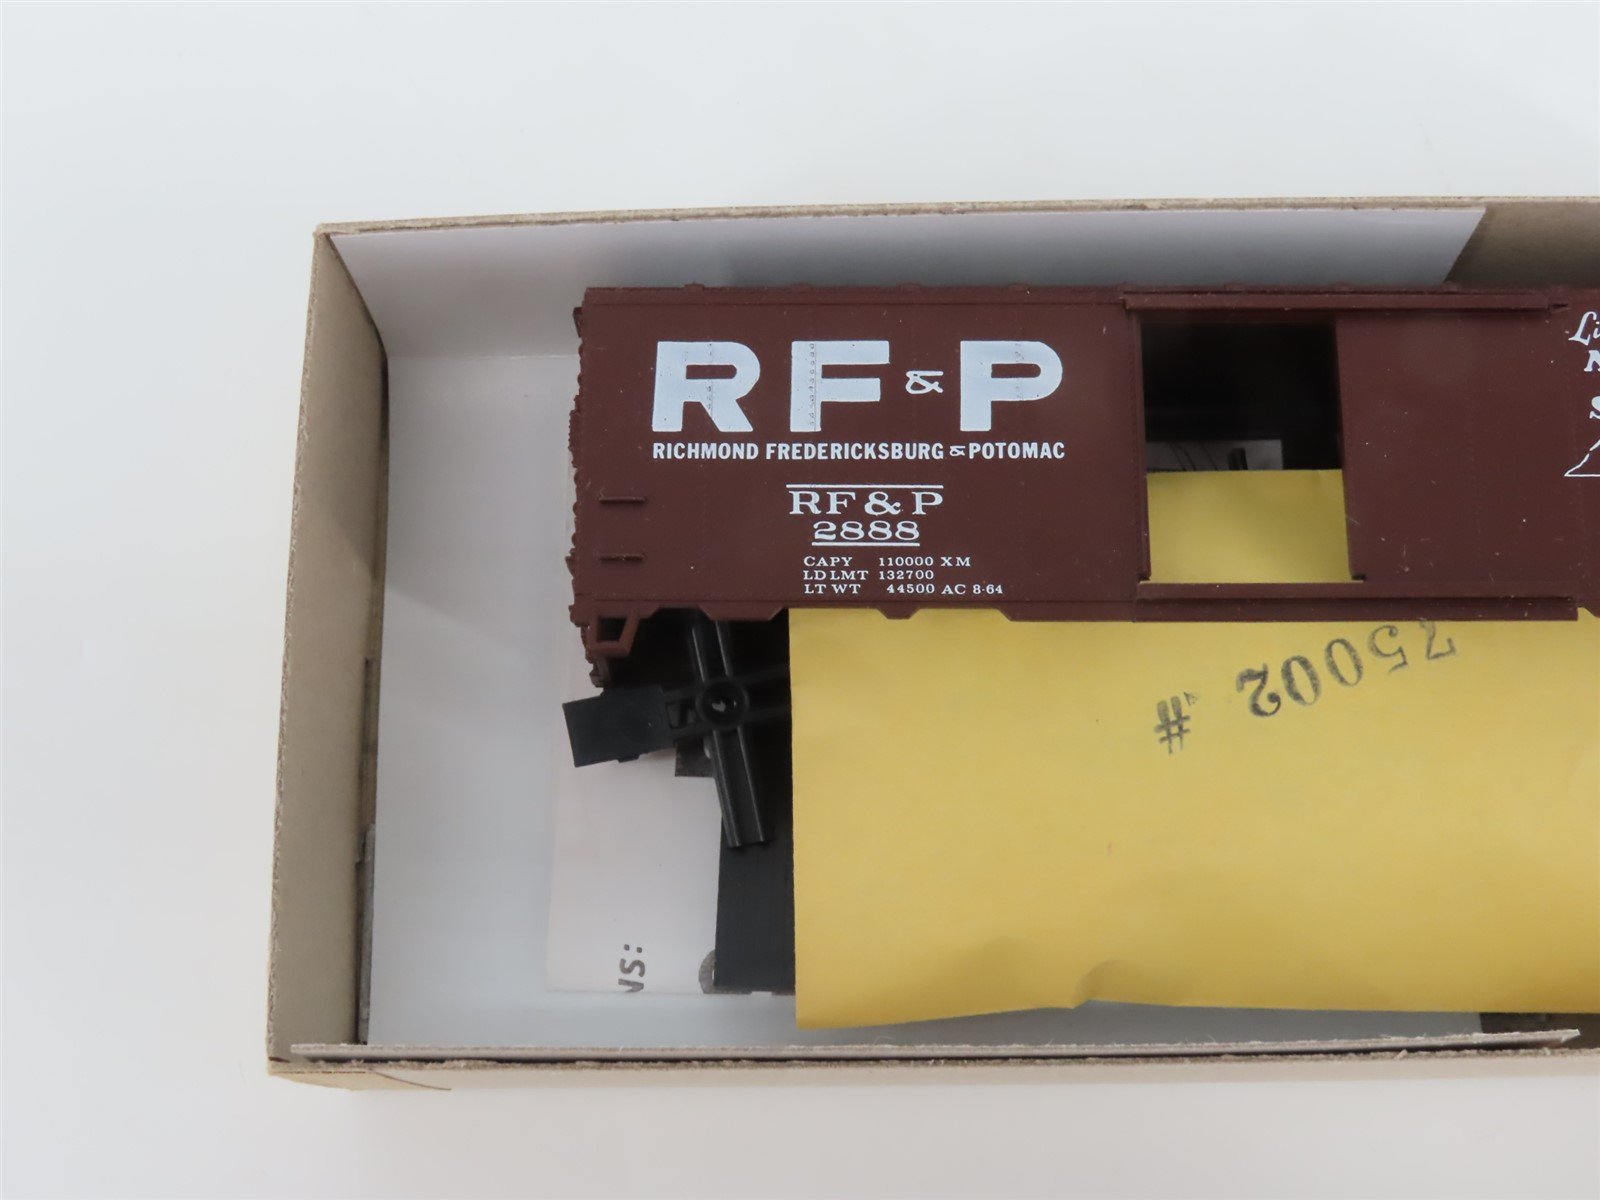 RF&P
RICHMOND FREDERICKSBURG & POTOMAC
RF&P
2888
CAPY 110000 XM
LD LMT 132700
LT WT 44500 AC 8-64
# 75002